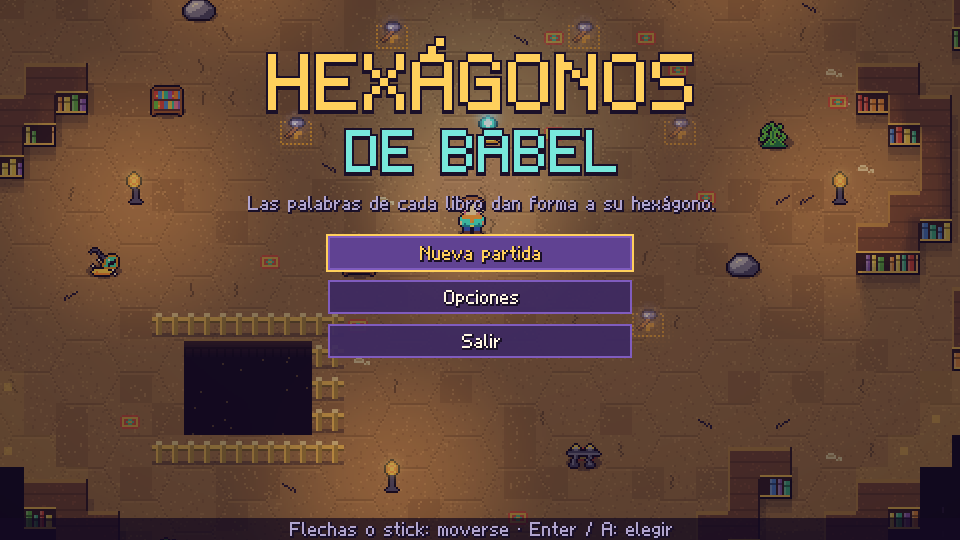 HEXÁGONOS
DE BABEL
Las palabras de cada libro dan forma a su hexágono.
Nueva partida
Opciones
Salir
Flechas o stick: moverse · Enter / A: elegir